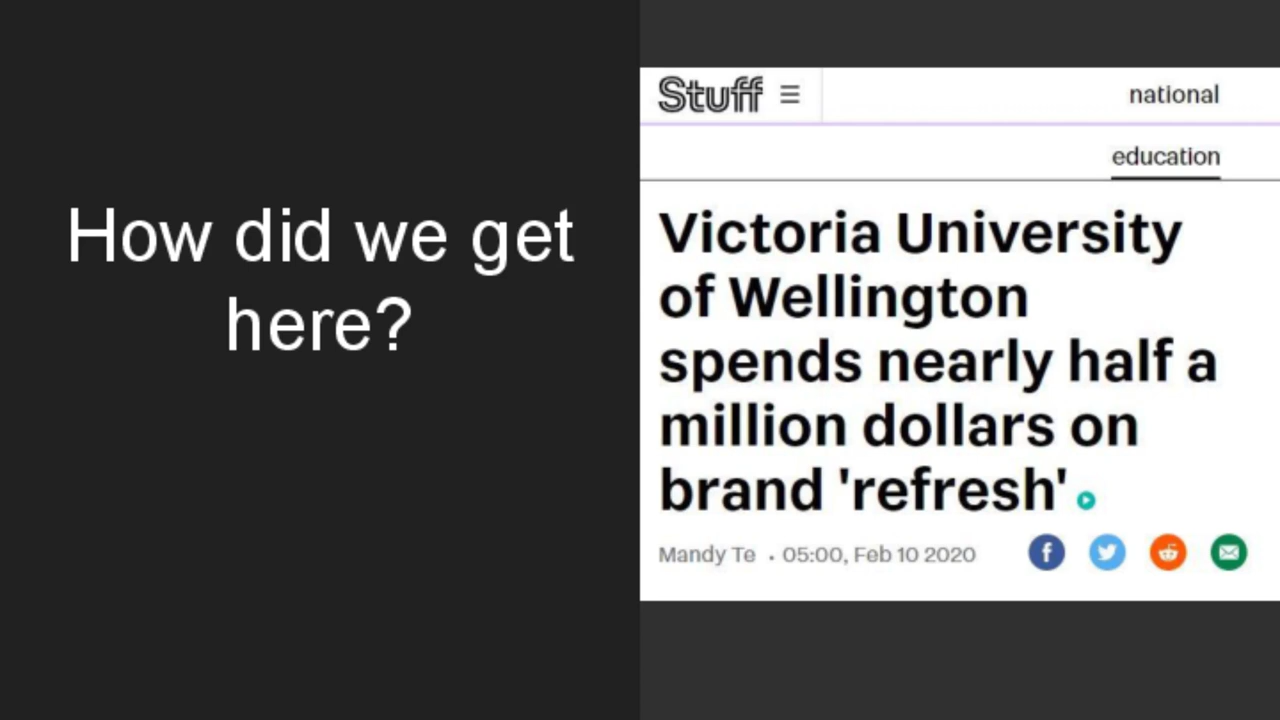 How did we get
here?
Stuff
national
education
Victoria University
of Wellington
spends nearly half a
million dollars on
brand 'refresh'
Mandy Te • 05:00, Feb 10 2020